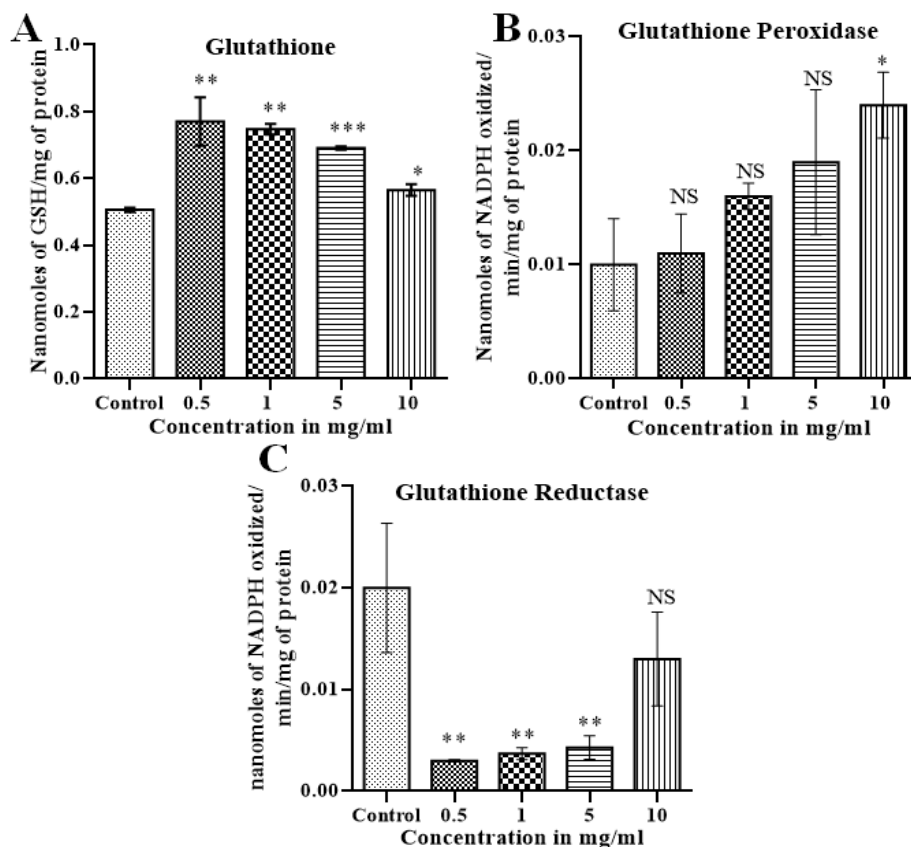 A
Glutathione
Nanomoles of GSH/mg of protein
1.0
0.8
0.6
0.4
0.2
0.0
**
**
***
*
Control 0.5 1 5 10
Concentration in mg/ml
B
Glutathione Peroxidase
Nanomoles of NADPH oxidized/
min/mg of protein
0.03
0.02
0.01
0.00
NS
NS
NS
*
Control 0.5 1 5 10
Concentration in mg/ml
C
Glutathione Reductase
nanomoles of NADPH oxidized/
min/mg of protein
0.03
0.02
0.01
0.00
**
**
**
NS
Control 0.5 1 5 10
Concentration in mg/ml